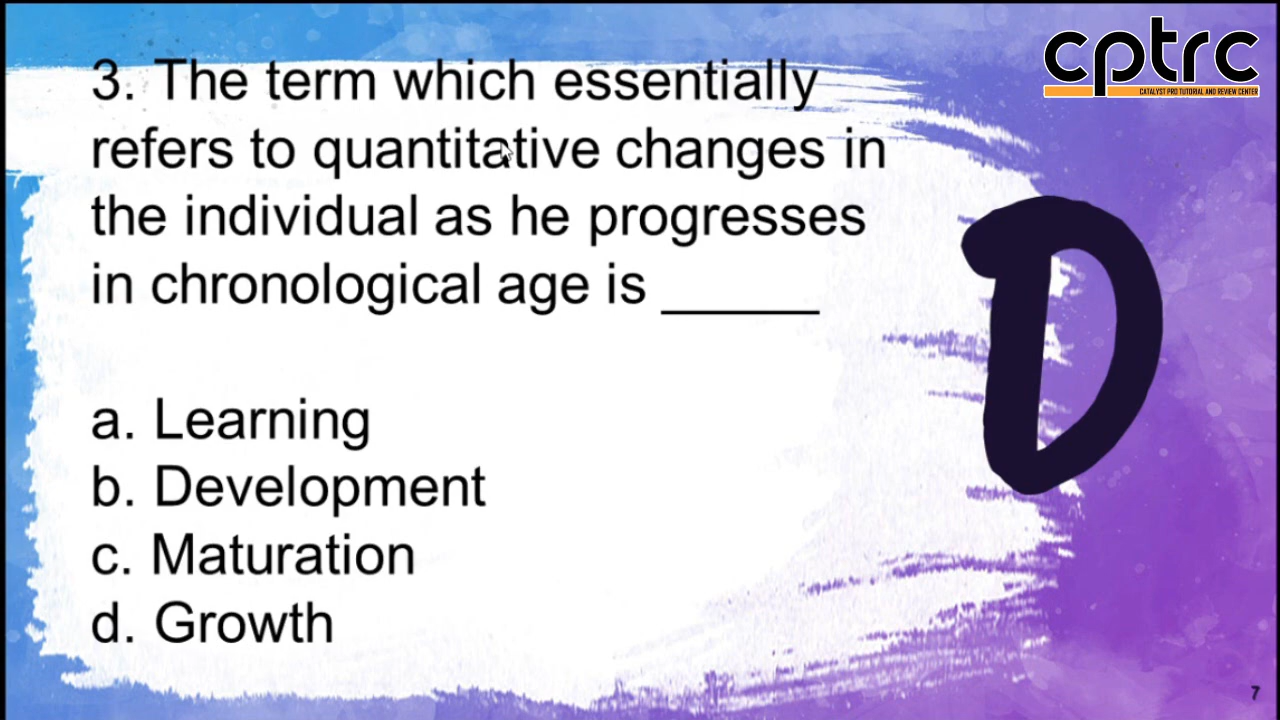 cptrc
CATALYST PRO TUTORIAL AND REVIEW CENTER
3. The term which essentially
refers to quantitative changes in
the individual as he progresses
in chronological age is ______
D
a. Learning
b. Development
c. Maturation
d. Growth
7